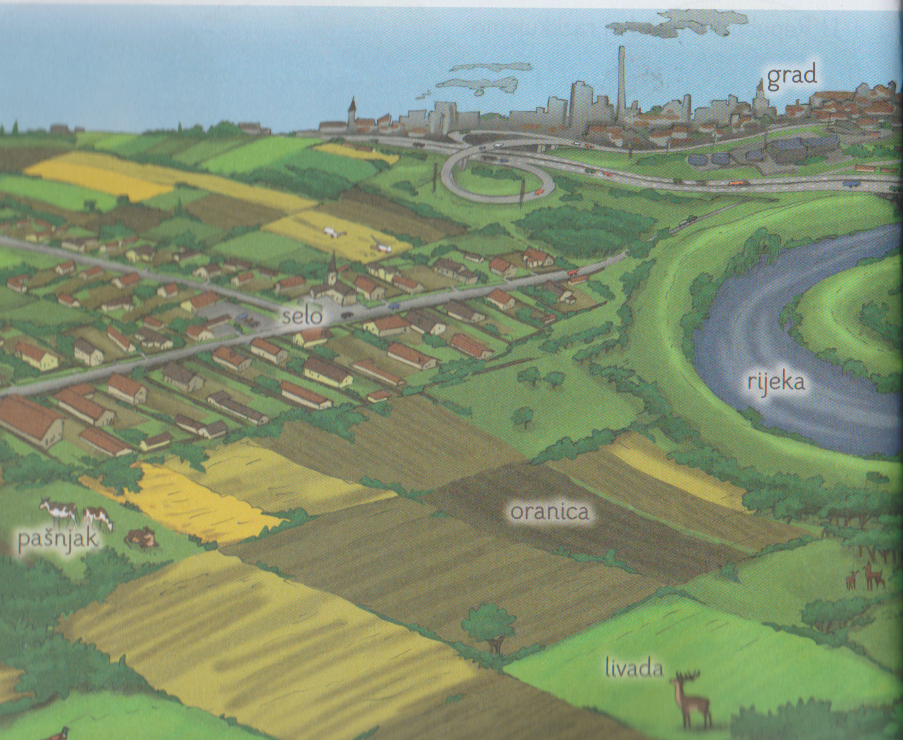 grad
selo
rijeka
oranica
pašnjak
livada